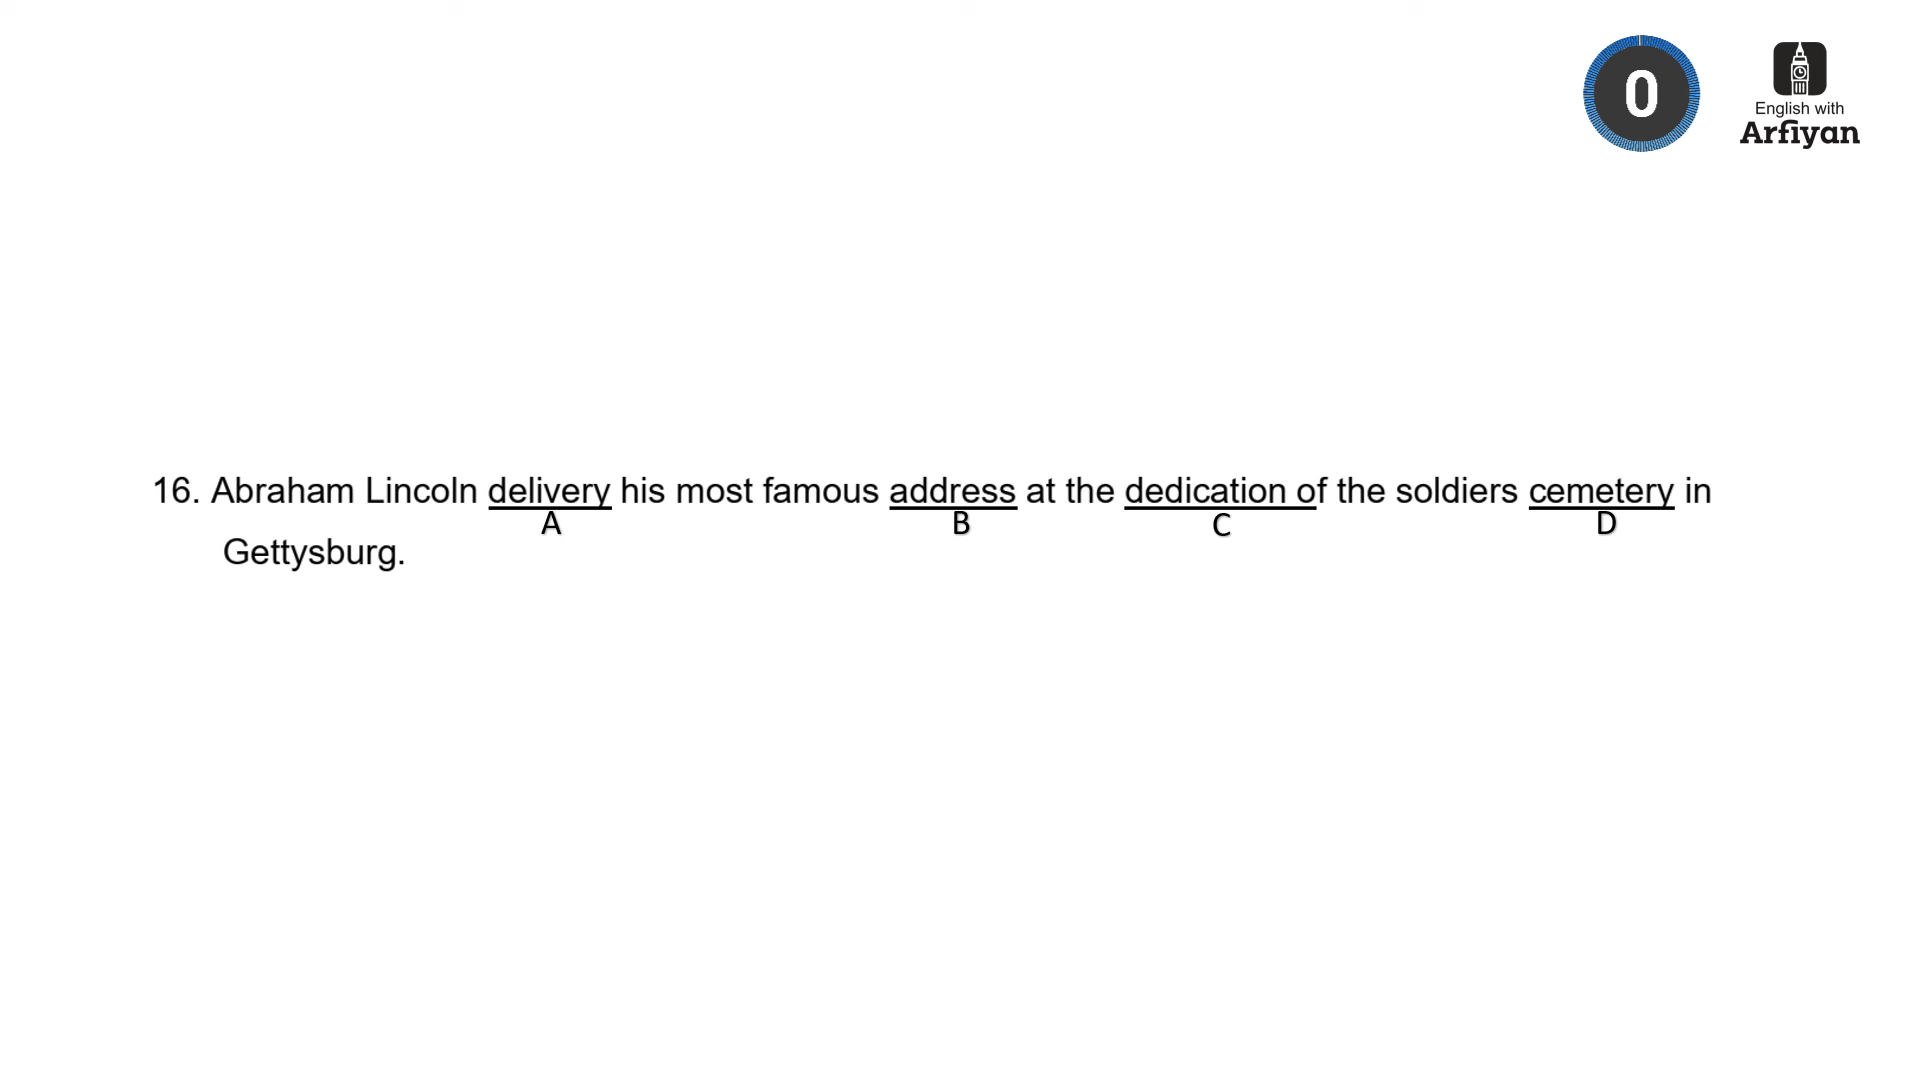 0
English with
Arfiyan
16. Abraham Lincoln delivery his most famous address at the dedication of the soldiers cemetery in
A B C D
Gettysburg.